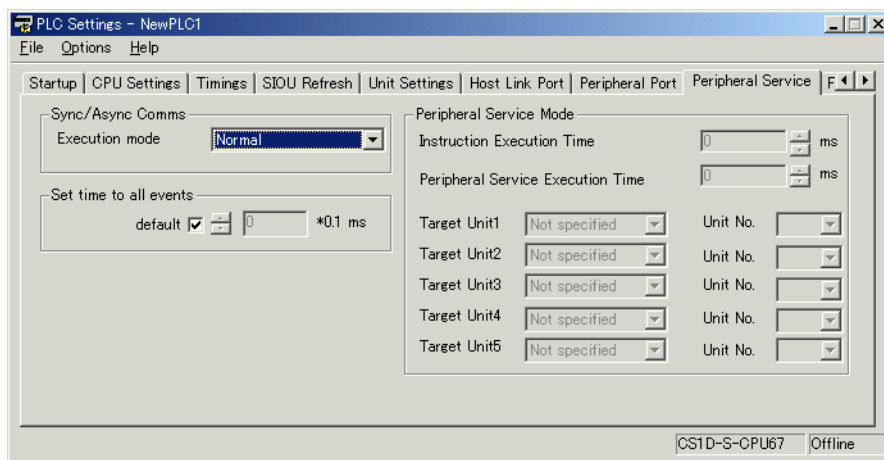 PLC Settings - NewPLC1
File Options Help
Startup CPU Settings Timings SIOU Refresh Unit Settings Host Link Port Peripheral Port Peripheral Service F
Sync/Async Comms
Execution mode Normal
Set time to all events
default 0 *0.1 ms
Peripheral Service Mode
Instruction Execution Time 0 ms
Peripheral Service Execution Time 0 ms
Target Unit1 Not specified Unit No.
Target Unit2 Not specified Unit No.
Target Unit3 Not specified Unit No.
Target Unit4 Not specified Unit No.
Target Unit5 Not specified Unit No.
CS1D-S-CPU67 Offline